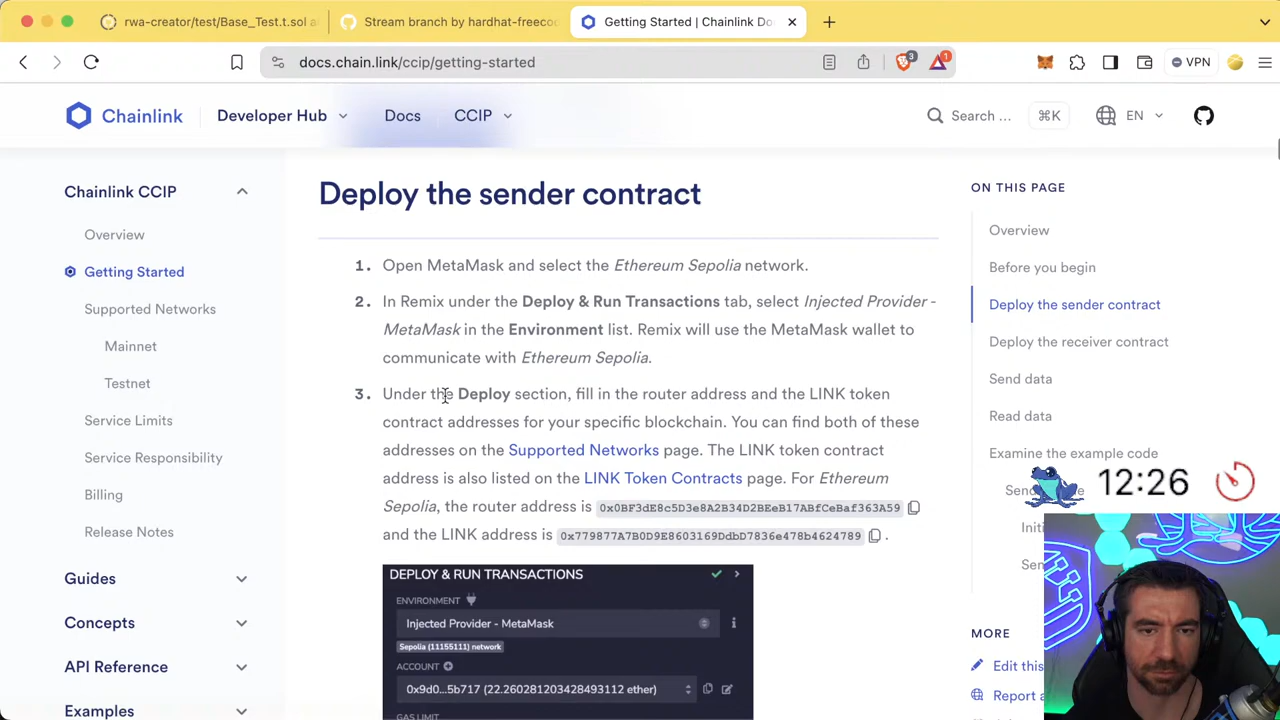 rwa-creator/test/Base_Test.t.sol a
Stream branch by hardhat-freecod
Getting Started | Chainlink Do
docs.chain.link/ccip/getting-started
3
1
VPN
Chainlink
Developer Hub
Docs
CCIP
Search ...
⌘K
EN
Chainlink CCIP
Overview
Getting Started
Supported Networks
Mainnet
Testnet
Service Limits
Service Responsibility
Billing
Release Notes
Guides
Concepts
API Reference
Examples
Deploy the sender contract
1. Open MetaMask and select the Ethereum Sepolia network.
2. In Remix under the Deploy & Run Transactions tab, select Injected Provider -
MetaMask in the Environment list. Remix will use the MetaMask wallet to
communicate with Ethereum Sepolia.
3. Under the Deploy section, fill in the router address and the LINK token
contract addresses for your specific blockchain. You can find both of these
addresses on the Supported Networks page. The LINK token contract
address is also listed on the LINK Token Contracts page. For Ethereum
Sepolia, the router address is 0x0BF3dE8c5D3e8A2B34D2BEeB17ABfCeBaf363A59
and the LINK address is 0x779877A7B0D9E8603169DdbD7836e478b4624789 .
DEPLOY & RUN TRANSACTIONS
ENVIRONMENT
Injected Provider - MetaMask
Sepolia (11155111) network
ACCOUNT
0x9d0...5b717 (22.260281203428493112 ether)
GAS LIMIT
ON THIS PAGE
Overview
Before you begin
Deploy the sender contract
Deploy the receiver contract
Send data
Read data
Examine the example code
12:26
MORE
Edit this
Report a